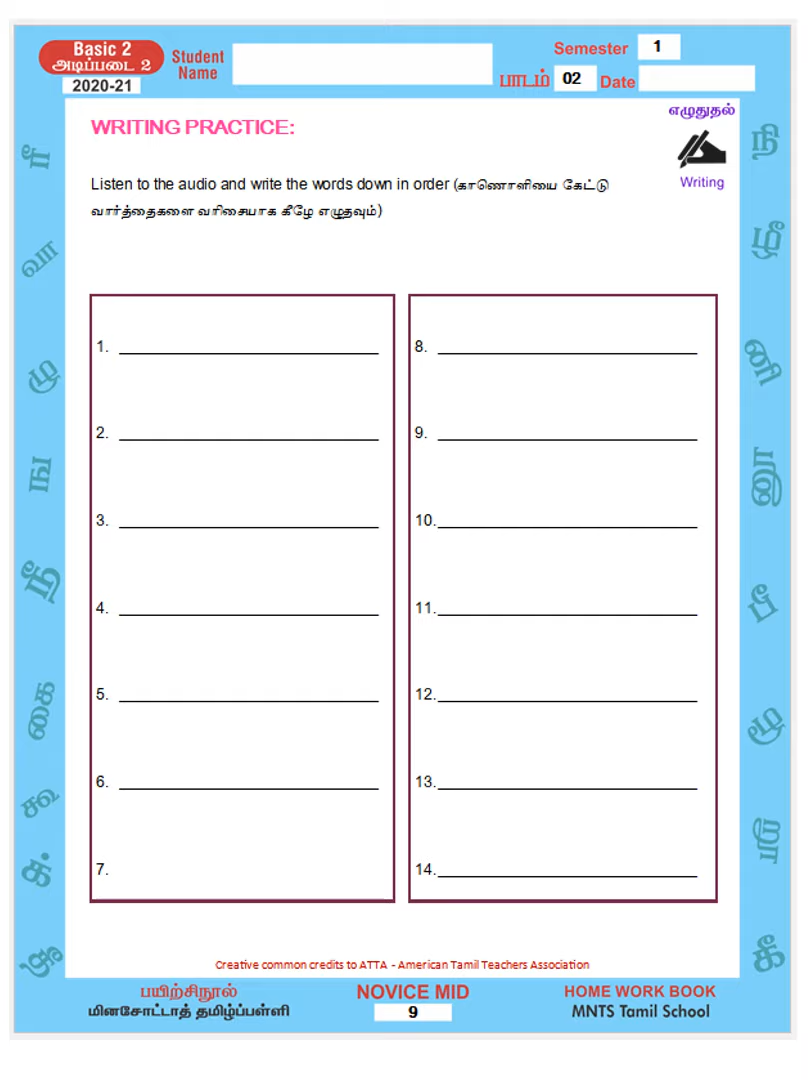 Basic 2
அடிப்படை 2
2020-21
Student
Name
Semester 1
பாடம் 02 Date
எழுதுதல்
Writing
WRITING PRACTICE:
Listen to the audio and write the words down in order (காணொளியை கேட்டு
வார்த்தைகளை வரிசையாக கீழே எழுதவும்)
1.
2.
3.
4.
5.
6.
7.
8.
9.
10.
11.
12.
13.
14.
ழீ
வா
மு
ங
நீ
கை
கூ
க்
நி
ழீ
னி
பீ
மூ
றா
கீ
Creative common credits to ATTA - American Tamil Teachers Association
பயிற்சிநூல்
மினசோட்டாத் தமிழ்ப்பள்ளி
NOVICE MID
9
HOME WORK BOOK
MNTS Tamil School